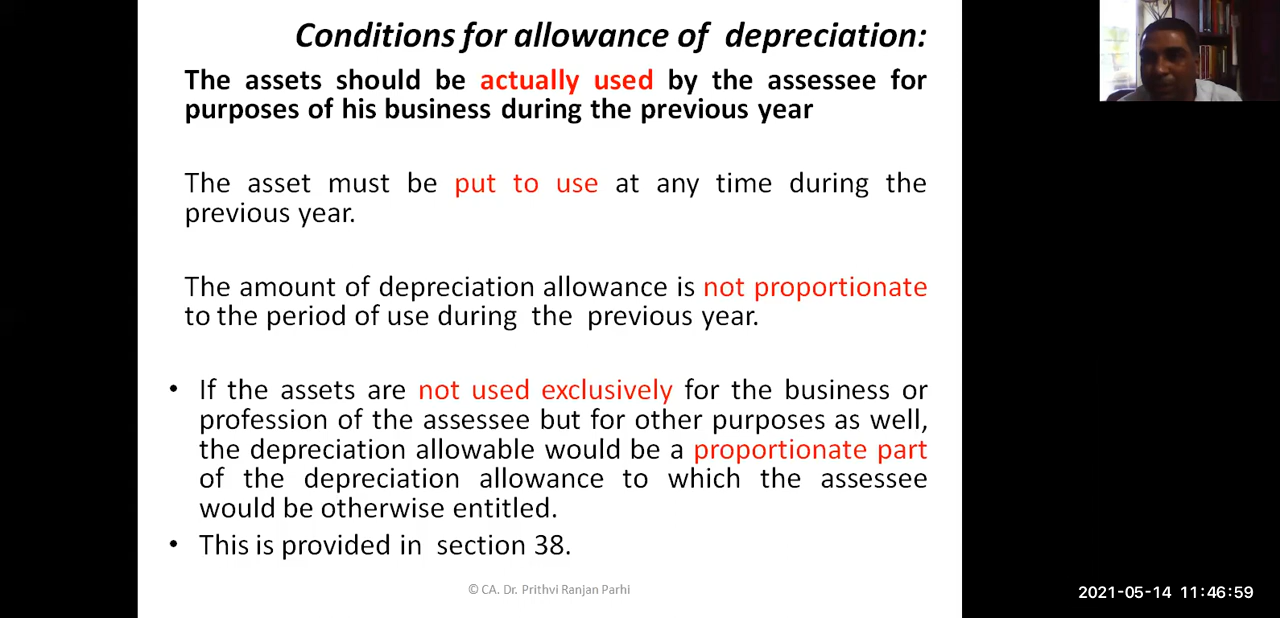 Conditions for allowance of depreciation:
The assets should be actually used by the assessee for
purposes of his business during the previous year
The asset must be put to use at any time during the
previous year.
The amount of depreciation allowance is not proportionate
to the period of use during the previous year.
• If the assets are not used exclusively for the business or
profession of the assessee but for other purposes as well,
the depreciation allowable would be a proportionate part
of the depreciation allowance to which the assessee
would be otherwise entitled.
• This is provided in section 38.
© CA. Dr. Prithvi Ranjan Parhi
2021-05-14 11:46:59